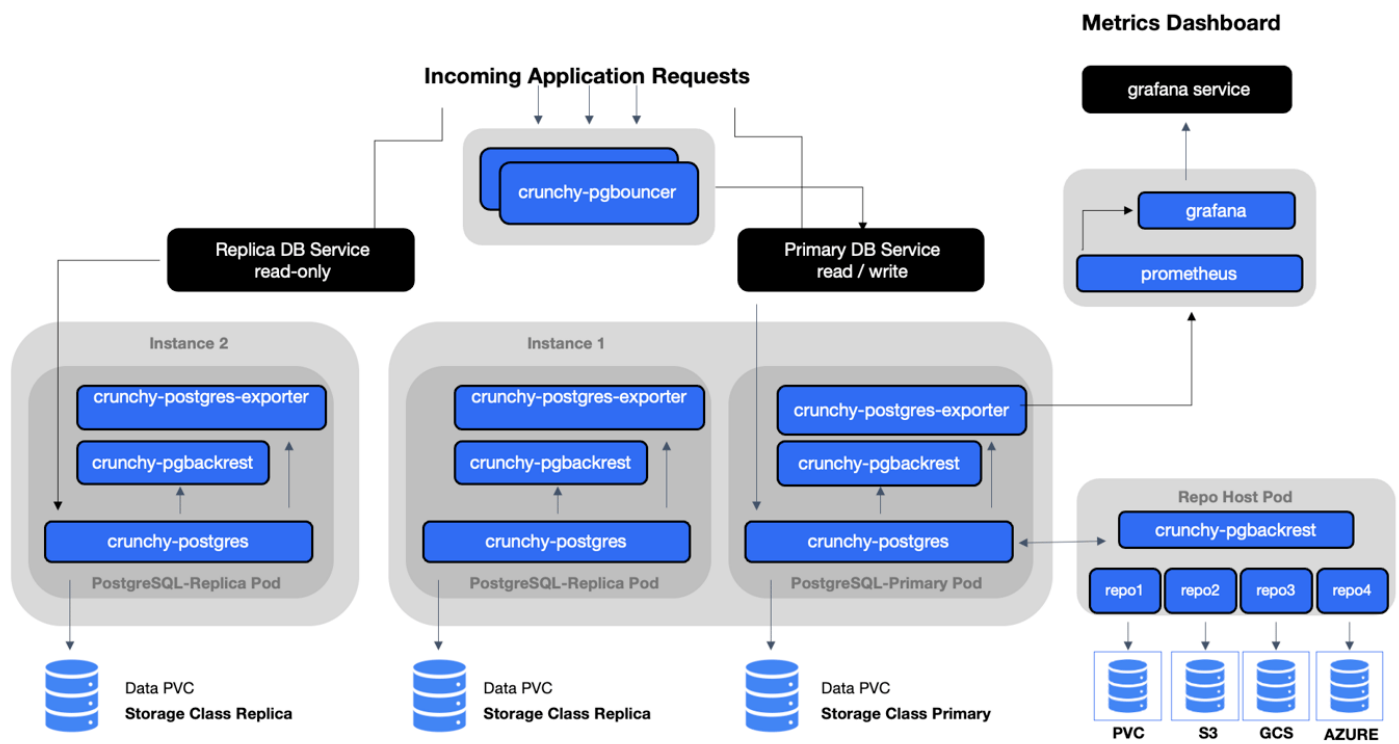 Metrics Dashboard
Incoming Application Requests
grafana service
crunchy-pgbouncer
grafana
Replica DB Service
read-only
Primary DB Service
read / write
prometheus
Instance 2
crunchy-postgres-exporter
crunchy-pgbackrest
crunchy-postgres
PostgreSQL-Replica Pod
Data PVC
Storage Class Replica
Instance 1
crunchy-postgres-exporter
crunchy-pgbackrest
crunchy-postgres
PostgreSQL-Replica Pod
Data PVC
Storage Class Replica
crunchy-postgres-exporter
crunchy-pgbackrest
crunchy-postgres
PostgreSQL-Primary Pod
Data PVC
Storage Class Primary
Repo Host Pod
crunchy-pgbackrest
repo1
repo2
repo3
repo4
PVC
S3
GCS
AZURE